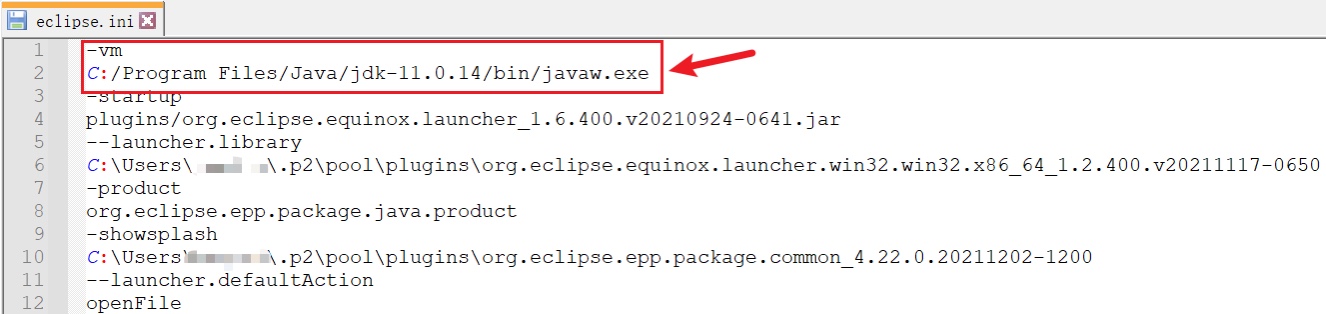 eclipse.ini
1 -vm
2 C:/Program Files/Java/jdk-11.0.14/bin/javaw.exe
3 -startup
4 plugins/org.eclipse.equinox.launcher_1.6.400.v20210924-0641.jar
5 --launcher.library
6 C:\Users\ \.p2\pool\plugins\org.eclipse.equinox.launcher.win32.win32.x86_64_1.2.400.v20211117-0650
7 -product
8 org.eclipse.epp.package.java.product
9 -showsplash
10 C:\Users\ \.p2\pool\plugins\org.eclipse.epp.package.common_4.22.0.20211202-1200
11 --launcher.defaultAction
12 openFile